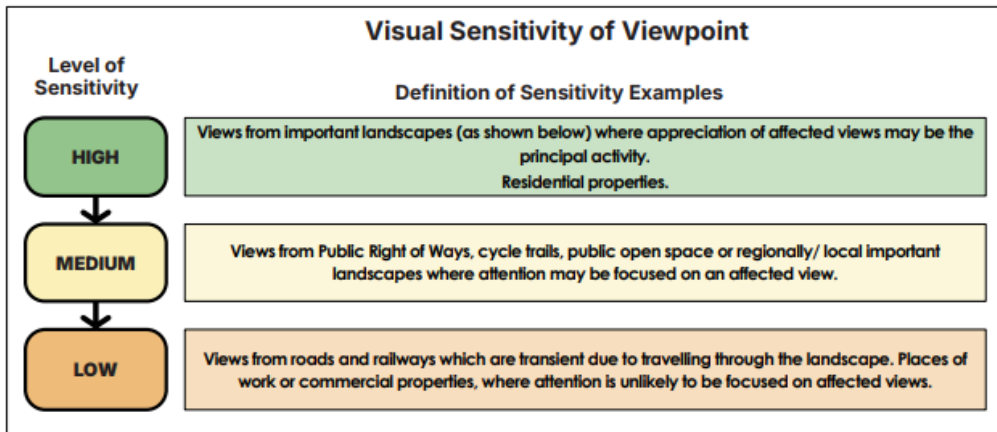 Visual Sensitivity of Viewpoint
Level of
Sensitivity
Definition of Sensitivity Examples
HIGH
Views from important landscapes (as shown below) where appreciation of affected views may be the
principal activity.
Residential properties.
MEDIUM
Views from Public Right of Ways, cycle trails, public open space or regionally/ local important
landscapes where attention may be focused on an affected view.
LOW
Views from roads and railways which are transient due to travelling through the landscape. Places of
work or commercial properties, where attention is unlikely to be focused on affected views.